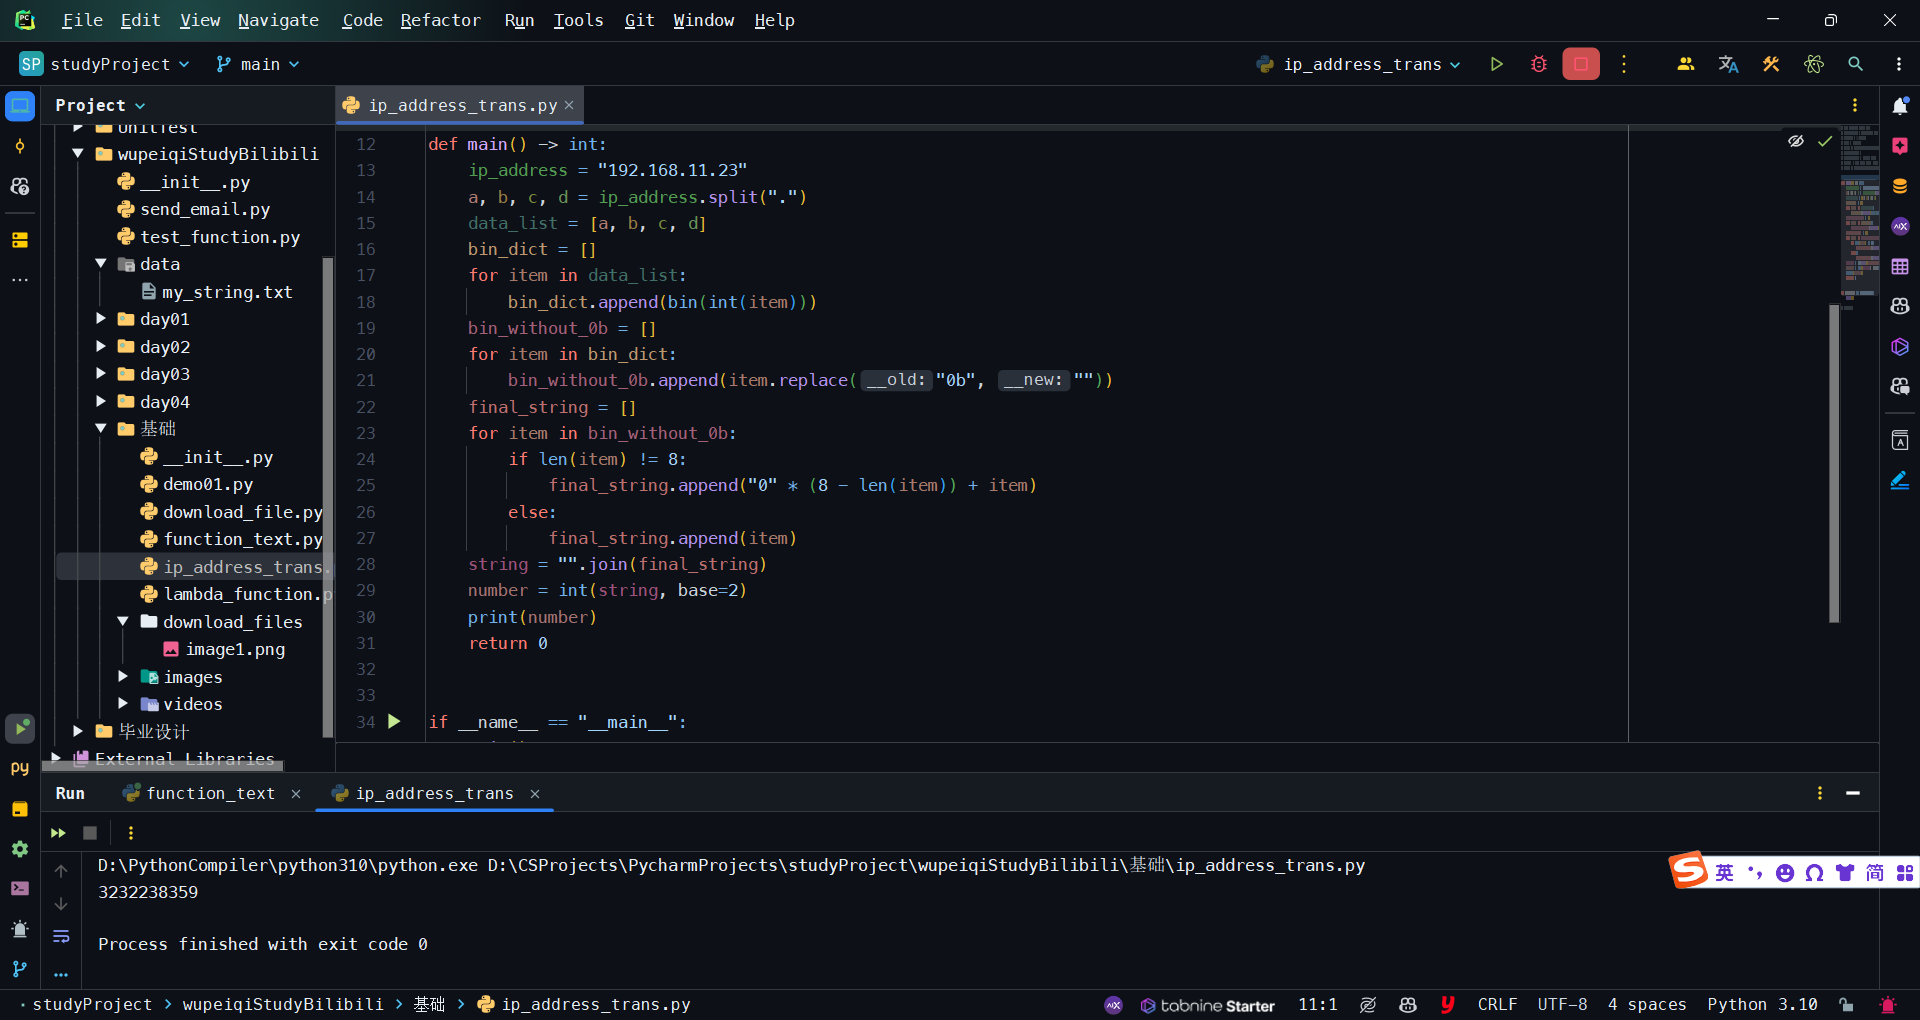 File Edit View Navigate Code Refactor Run Tools Git Window Help
SP studyProject main ip_address_trans
Project
ip_address_trans.py
unitTest
wupeiqiStudyBilibili
__init__.py
send_email.py
test_function.py
data
my_string.txt
day01
day02
day03
day04
基础
__init__.py
demo01.py
download_file.py
function_text.py
ip_address_trans.
lambda_function.p
download_files
image1.png
images
videos
毕业设计
External Libraries
12 def main() -> int:
13 ip_address = "192.168.11.23"
14 a, b, c, d = ip_address.split(".")
15 data_list = [a, b, c, d]
16 bin_dict = []
17 for item in data_list:
18 bin_dict.append(bin(int(item)))
19 bin_without_0b = []
20 for item in bin_dict:
21 bin_without_0b.append(item.replace( __old: "0b", __new: ""))
22 final_string = []
23 for item in bin_without_0b:
24 if len(item) != 8:
25 final_string.append("0" * (8 - len(item)) + item)
26 else:
27 final_string.append(item)
28 string = "".join(final_string)
29 number = int(string, base=2)
30 print(number)
31 return 0
32
33
34 if __name__ == "__main__":
Run function_text ip_address_trans
D:\PythonCompiler\python310\python.exe D:\CSProjects\PycharmProjects\studyProject\wupeiqiStudyBilibili\基础\ip_address_trans.py
3232238359
Process finished with exit code 0
英 简
studyProject > wupeiqiStudyBilibili > 基础 > ip_address_trans.py
tabnine Starter 11:1 CRLF UTF-8 4 spaces Python 3.10